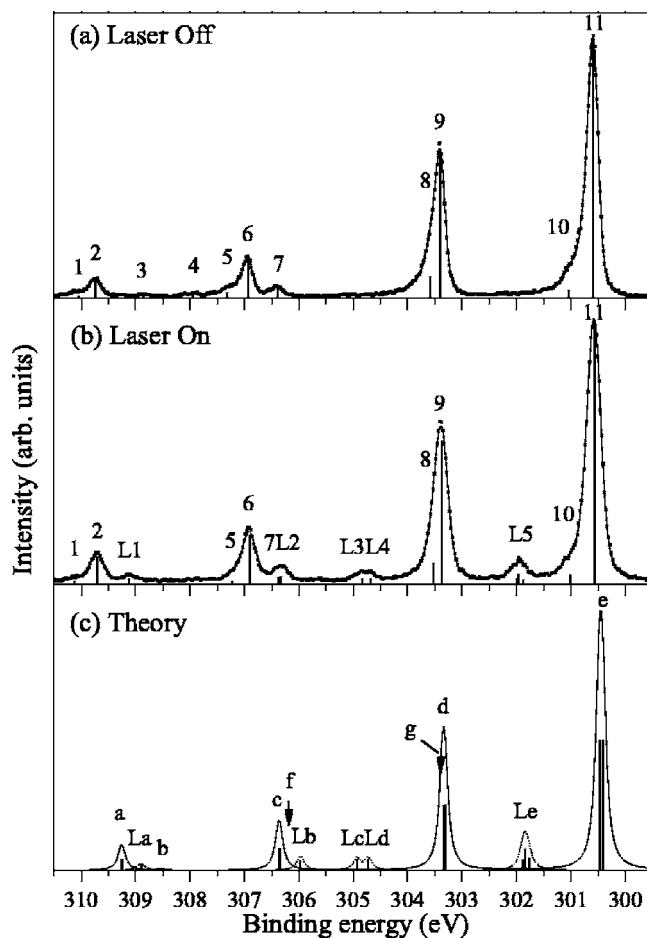 (a) Laser Off
11
9
8
10
6
5
7
4
3
2
1
(b) Laser On
11
9
8
10
6
5
7L2
L3L4
L5
2
1
L1
Intensity (arb. units)
(c) Theory
e
d
g
f
c
a
La
b
Lb
LcLd
Le
310 309 308 307 306 305 304 303 302 301 300
Binding energy (eV)